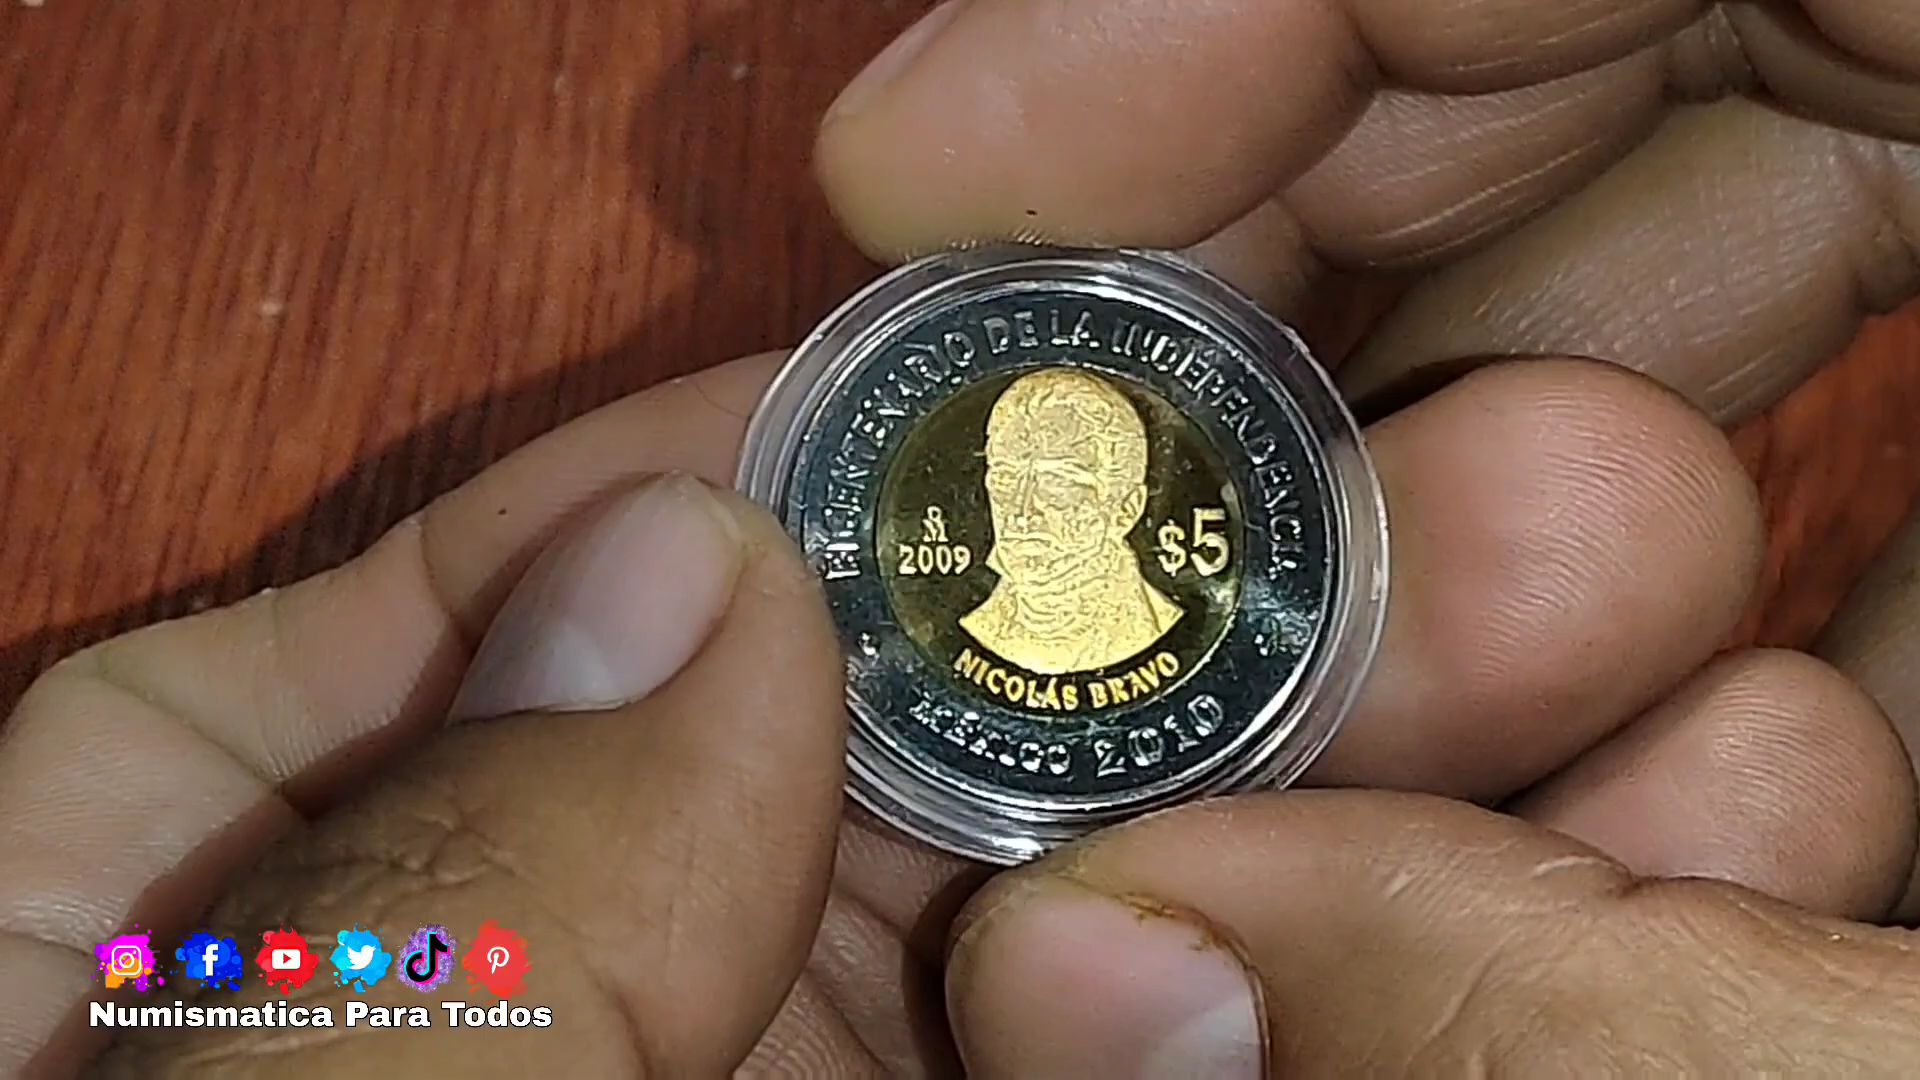 BICENTENARIO DE LA INDEPENDENCIA
M
2009
$5
NICOLÁS BRAVO
MÉXICO 2010
Numismatica Para Todos